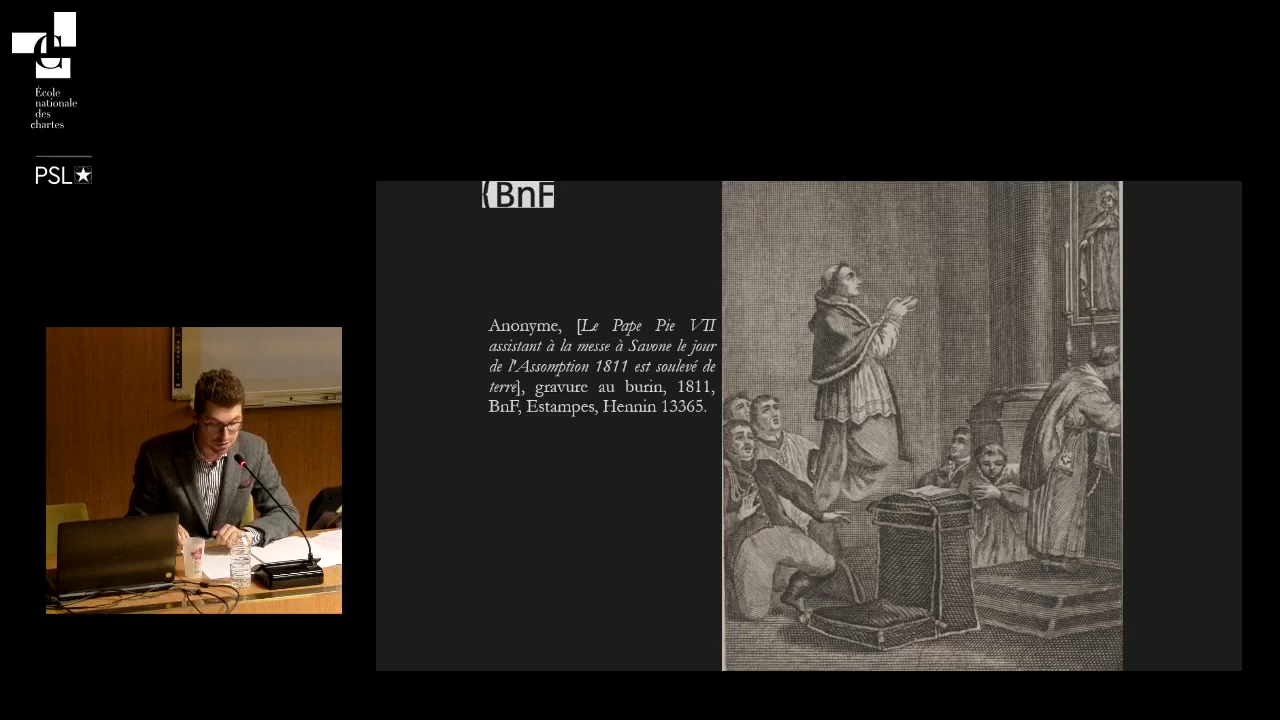 C
École
nationale
des
chartes
PSL
{BnF
Anonyme, [Le Pape Pie VII
assistant à la messe à Savone le jour
de l'Assomption 1811 est soulevé de
terre], gravure au burin, 1811,
BnF, Estampes, Hennin 13365.